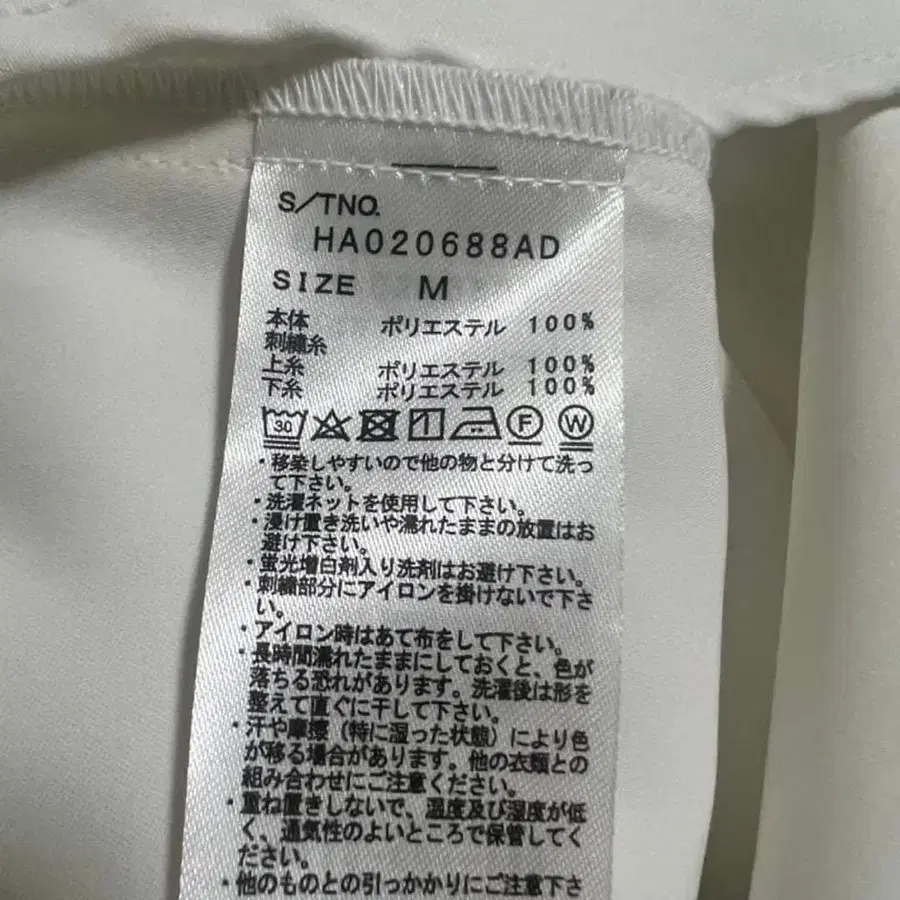 S/TNO.
HA020688AD
SIZE M
本体 ポリエステル 100%
刺繍糸
上糸 ポリエステル 100%
下糸 ポリエステル 100%
30 F W
・移染しやすいので他の物と分けて洗っ
て下さい。
・洗濯ネットを使用して下さい。
・浸け置き洗いや濡れたままの放置はお
避け下さい。
・蛍光増白剤入り洗剤はお避け下さい。
・刺繍部分にアイロンを掛けないで下さ
い。
・アイロン時はあて布をして下さい。
・長時間濡れたままにしておくと、色が
落ちる恐れがあります。洗濯後は形を
整えて直ぐに干して下さい。
・汗や摩擦(特に湿った状態)により色
が移る場合があります。他の衣類との
組み合わせにご注意ください。
・重ね置きしないで、温度及び湿度が低
く、通気性のよいところで保管してく
ださい。
・他のものとの引っかかりにご注意下さ